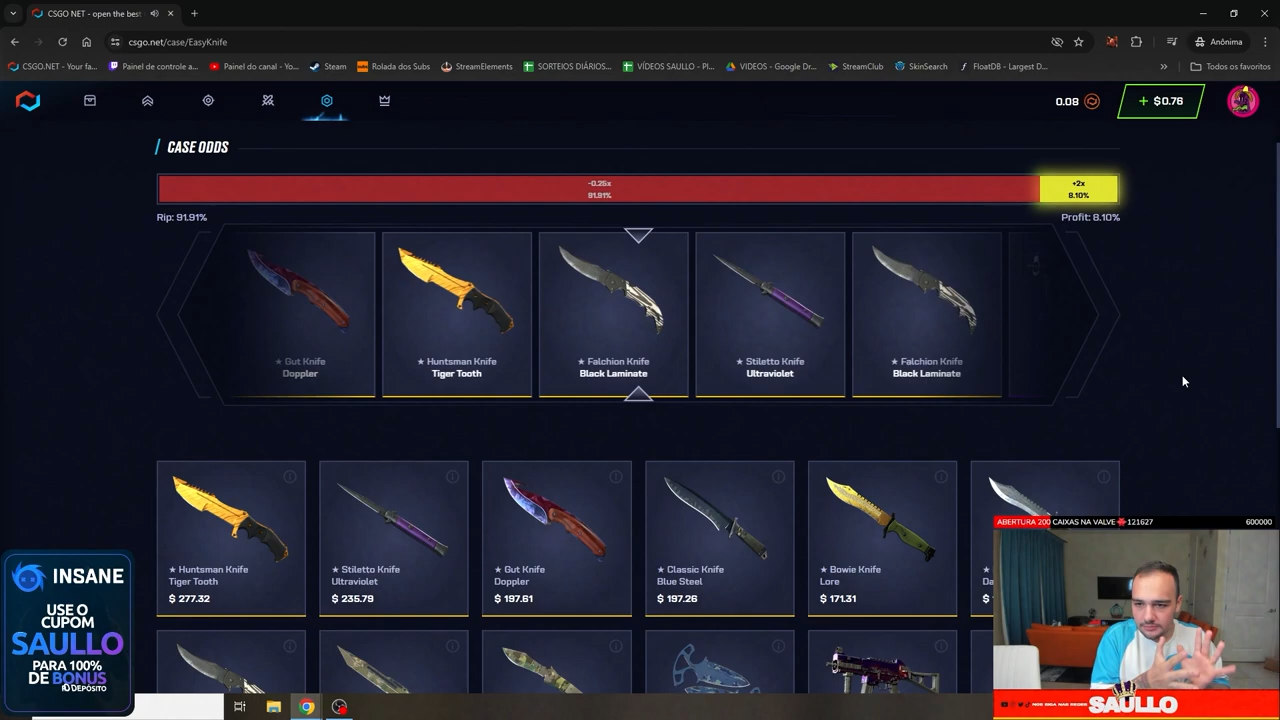 CSGO NET - open the best
csgo.net/case/EasyKnife
Anônima
CSGO.NET - Your fa...
Painel de controle a...
Painel do canal - Yo...
Steam
Rolada dos Subs
StreamElements
SORTEIOS DIÁRIOS...
VÍDEOS SAULLO - Pl...
VIDEOS - Google Dr...
StreamClub
SkinSearch
FloatDB - Largest D...
Todos os favoritos
0.08
+ $ 0.76
CASE ODDS
-0.25x
91.91%
+2x
8.10%
Rip: 91.91%
Profit: 8.10%
★ Gut Knife
Doppler
★ Huntsman Knife
Tiger Tooth
★ Falchion Knife
Black Laminate
★ Stiletto Knife
Ultraviolet
★ Falchion Knife
Black Laminate
★ Huntsman Knife
Tiger Tooth
$ 277.32
★ Stiletto Knife
Ultraviolet
$ 235.79
★ Gut Knife
Doppler
$ 197.61
★ Classic Knife
Blue Steel
$ 197.26
★ Bowie Knife
Lore
$ 171.31
ABERTURA 200 CAIXAS NA VALVE 121627
600000
INSANE
USE O
CUPOM
SAULLO
PARA 100%
DE BONUS
NO DEPÓSITO
SAULLO